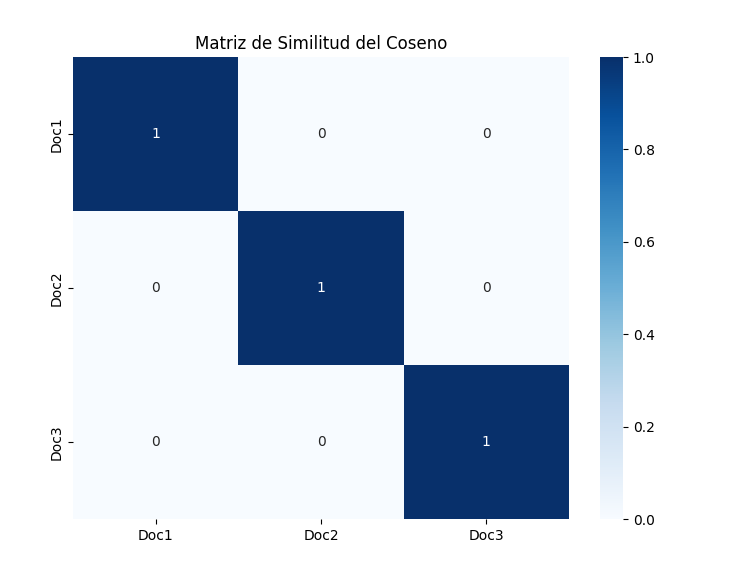 Matriz de Similitud del Coseno
Doc1
1 0 0
Doc2
0 1 0
Doc3
0 0 1
Doc1 Doc2 Doc3
1.0
0.8
0.6
0.4
0.2
0.0